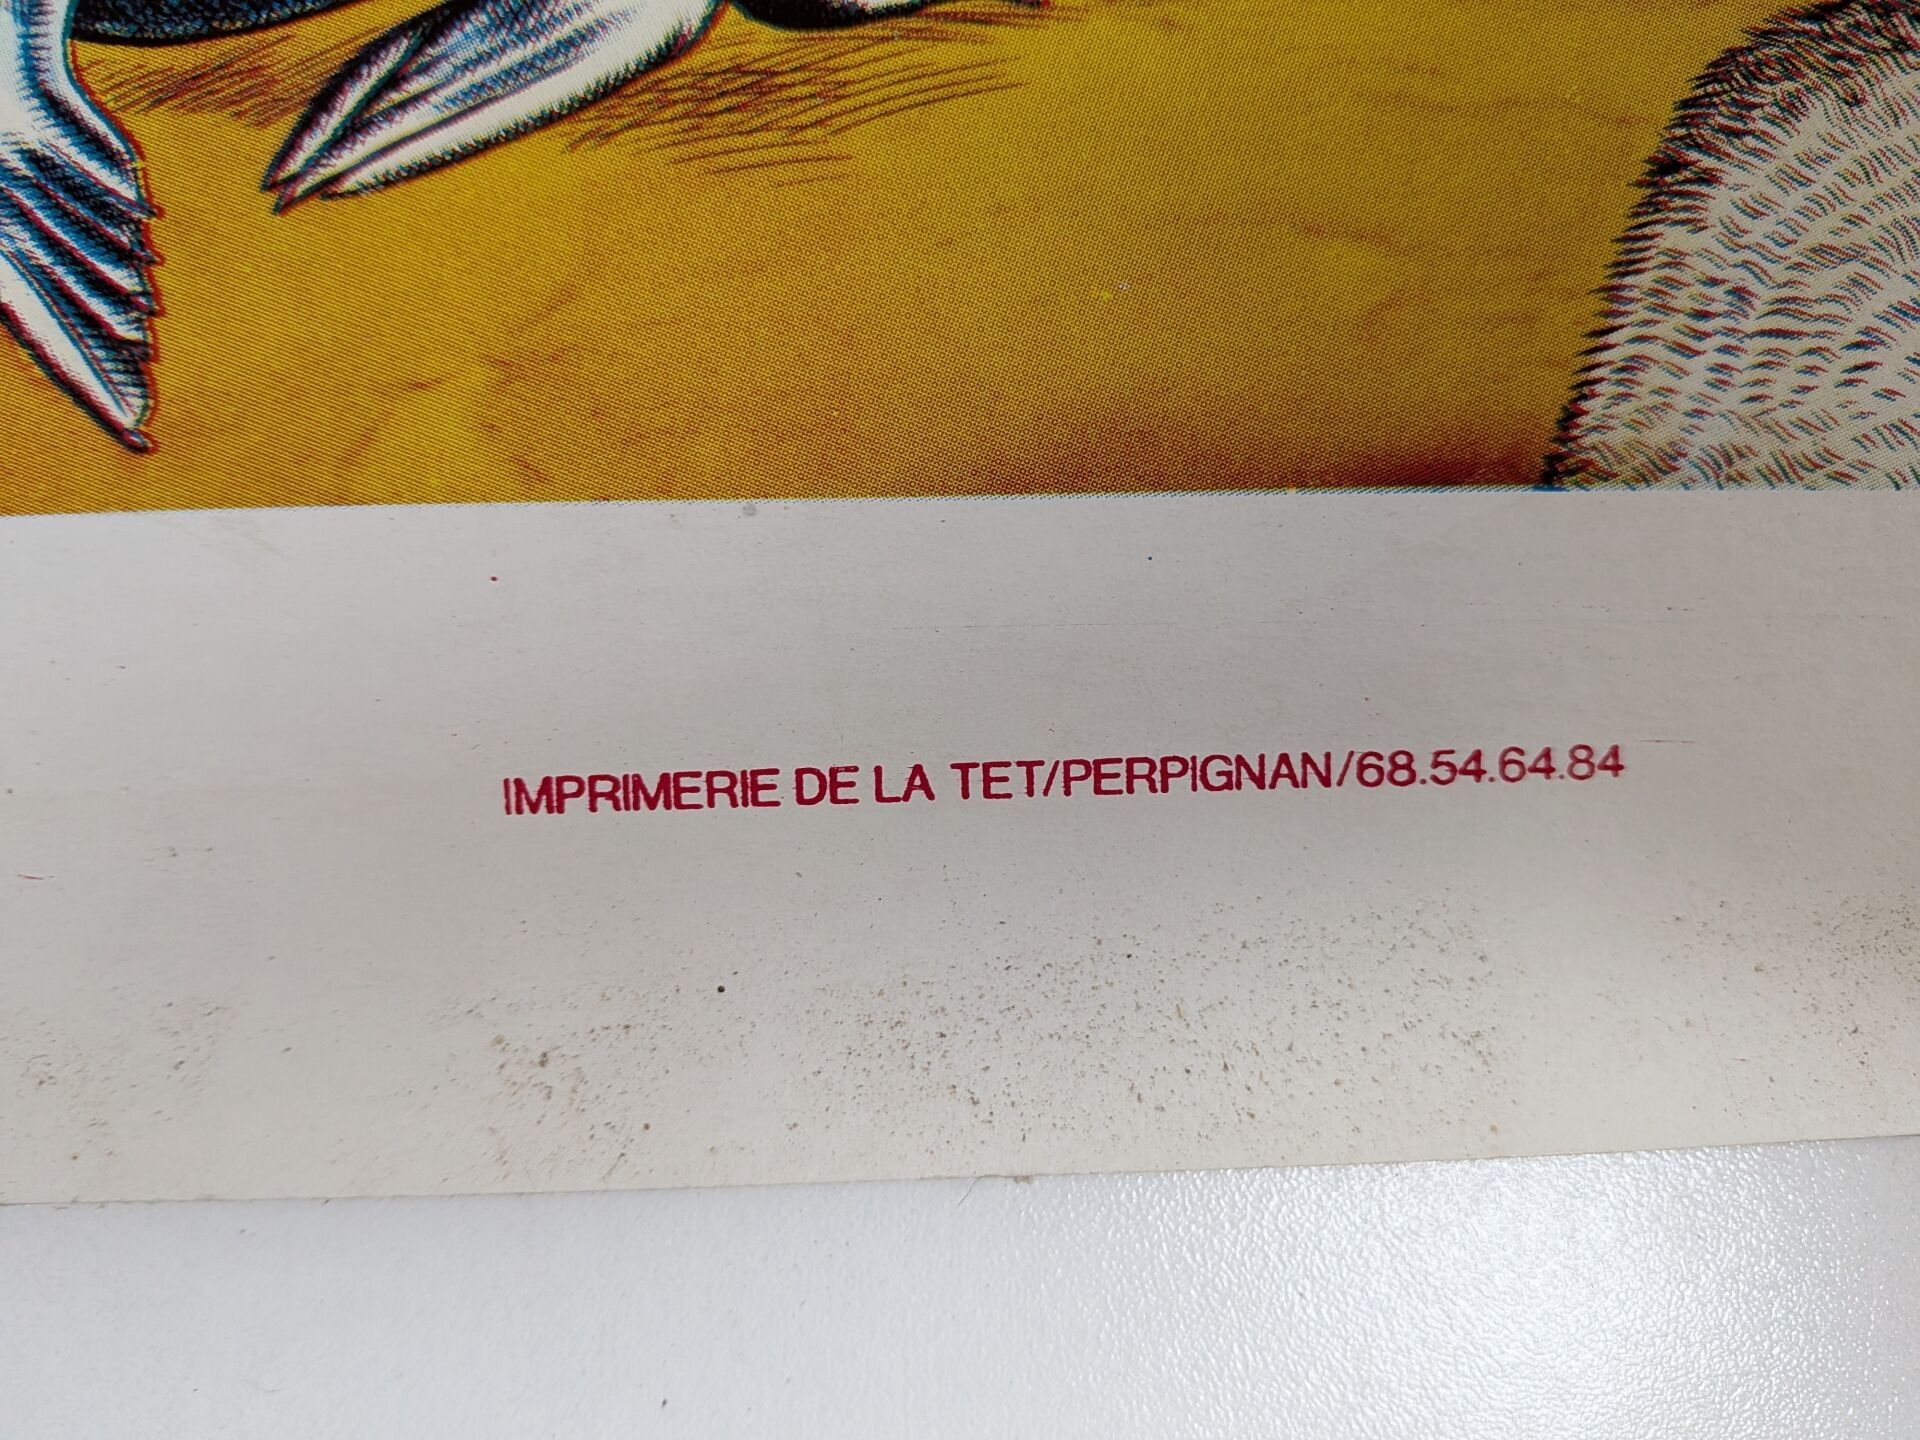 IMPRIMERIE DE LA TET/PERPIGNAN/68.54.64.84